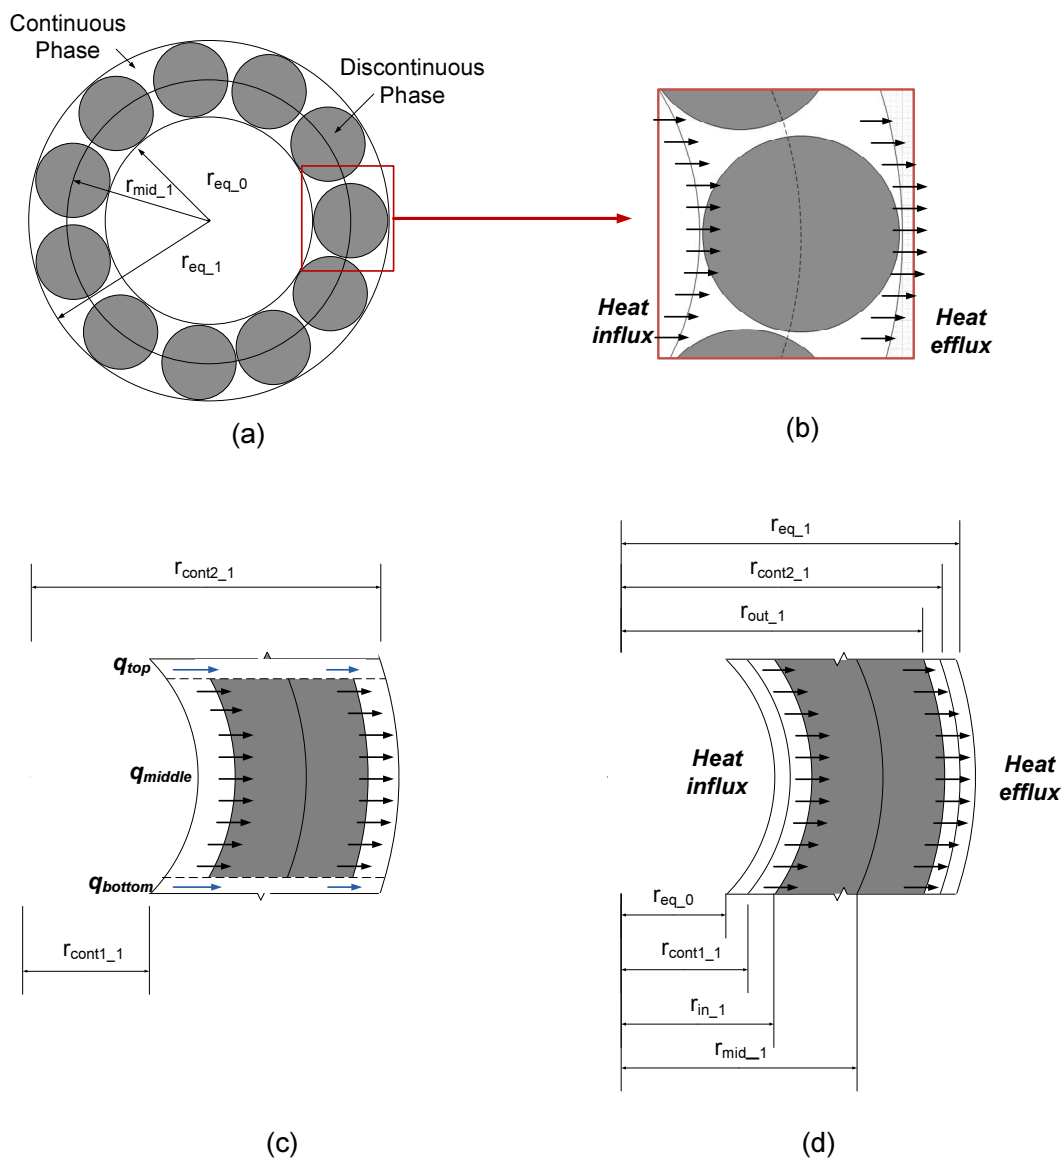 Continuous
Phase
Discontinuous
Phase
r_eq_0
r_mid_1
r_eq_1
(a)
Heat
influx
Heat
efflux
(b)
r_cont2_1
q_top
q_middle
q_bottom
r_cont1_1
(c)
r_eq_1
r_cont2_1
r_out_1
Heat
influx
Heat
efflux
r_eq_0
r_cont1_1
r_in_1
r_mid_1
(d)